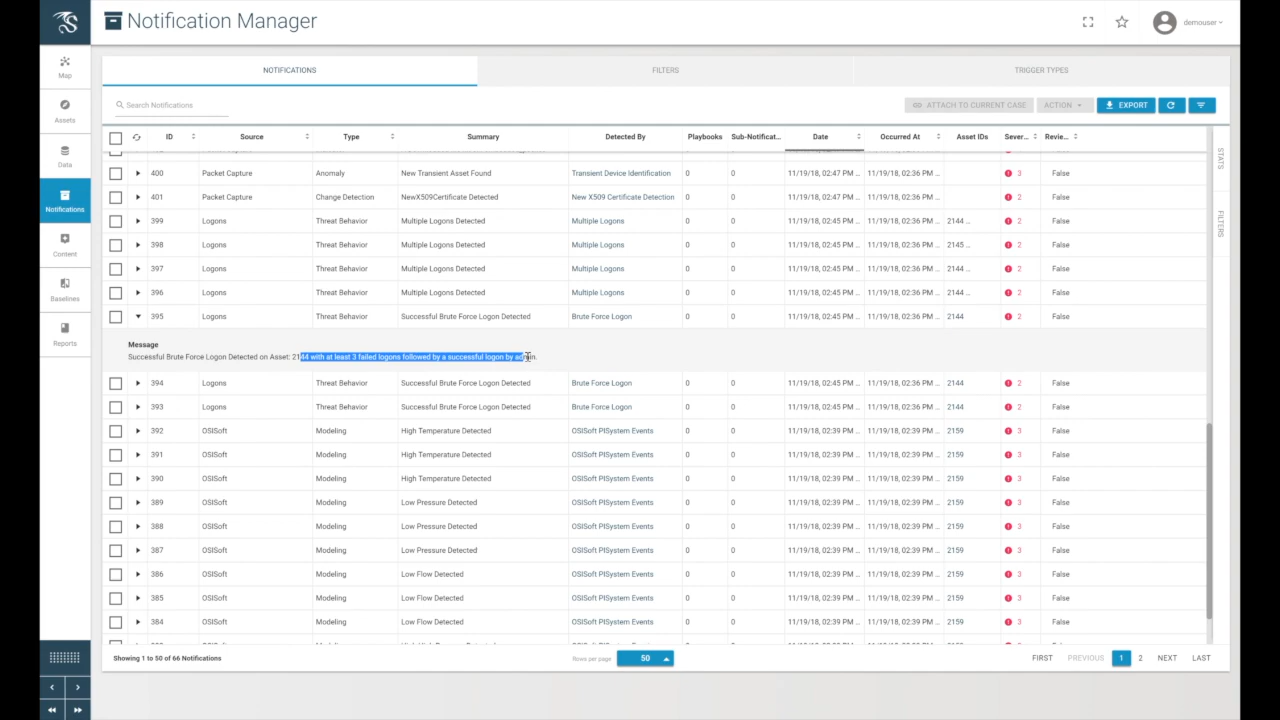 Notification Manager
demouser
Map
Assets
Data
Notifications
Content
Baselines
Reports
NOTIFICATIONS FILTERS TRIGGER TYPES
Search Notifications ATTACH TO CURRENT CASE ACTION EXPORT
ID Source Type Summary Detected By Playbooks Sub-Notificat... Date Occurred At Asset IDs Sever... Revie...
400 Packet Capture Anomaly New Transient Asset Found Transient Device Identification 0 0 11/19/18, 02:47 PM ... 11/19/18, 02:36 PM ... 3 False
401 Packet Capture Change Detection NewX509Certificate Detected New X509 Certificate Detection 0 0 11/19/18, 02:47 PM ... 11/19/18, 02:36 PM ... 2 False
399 Logons Threat Behavior Multiple Logons Detected Multiple Logons 0 0 11/19/18, 02:45 PM ... 11/19/18, 02:36 PM ... 2144 ... 2 False
398 Logons Threat Behavior Multiple Logons Detected Multiple Logons 0 0 11/19/18, 02:45 PM ... 11/19/18, 02:36 PM ... 2145 ... 2 False
397 Logons Threat Behavior Multiple Logons Detected Multiple Logons 0 0 11/19/18, 02:45 PM ... 11/19/18, 02:36 PM ... 2144 ... 2 False
396 Logons Threat Behavior Multiple Logons Detected Multiple Logons 0 0 11/19/18, 02:45 PM ... 11/19/18, 02:36 PM ... 2144 ... 2 False
395 Logons Threat Behavior Successful Brute Force Logon Detected Brute Force Logon 0 0 11/19/18, 02:45 PM ... 11/19/18, 02:36 PM ... 2144 2 False
Message
Successful Brute Force Logon Detected on Asset: 2144 with at least 3 failed logons followed by a successful logon by admin.
394 Logons Threat Behavior Successful Brute Force Logon Detected Brute Force Logon 0 0 11/19/18, 02:45 PM ... 11/19/18, 02:36 PM ... 2144 2 False
393 Logons Threat Behavior Successful Brute Force Logon Detected Brute Force Logon 0 0 11/19/18, 02:45 PM ... 11/19/18, 02:36 PM ... 2144 2 False
392 OSISoft Modeling High Temperature Detected OSISoft PISystem Events 0 0 11/19/18, 02:39 PM ... 11/19/18, 02:39 PM ... 2159 3 False
391 OSISoft Modeling High Temperature Detected OSISoft PISystem Events 0 0 11/19/18, 02:39 PM ... 11/19/18, 02:39 PM ... 2159 3 False
390 OSISoft Modeling High Temperature Detected OSISoft PISystem Events 0 0 11/19/18, 02:39 PM ... 11/19/18, 02:39 PM ... 2159 3 False
389 OSISoft Modeling Low Pressure Detected OSISoft PISystem Events 0 0 11/19/18, 02:39 PM ... 11/19/18, 02:39 PM ... 2159 3 False
388 OSISoft Modeling Low Pressure Detected OSISoft PISystem Events 0 0 11/19/18, 02:39 PM ... 11/19/18, 02:39 PM ... 2159 3 False
387 OSISoft Modeling Low Pressure Detected OSISoft PISystem Events 0 0 11/19/18, 02:39 PM ... 11/19/18, 02:39 PM ... 2159 3 False
386 OSISoft Modeling Low Flow Detected OSISoft PISystem Events 0 0 11/19/18, 02:39 PM ... 11/19/18, 02:39 PM ... 2159 3 False
385 OSISoft Modeling Low Flow Detected OSISoft PISystem Events 0 0 11/19/18, 02:39 PM ... 11/19/18, 02:39 PM ... 2159 3 False
384 OSISoft Modeling Low Flow Detected OSISoft PISystem Events 0 0 11/19/18, 02:39 PM ... 11/19/18, 02:39 PM ... 2159 3 False
Showing 1 to 50 of 66 Notifications Rows per page 50 FIRST PREVIOUS 1 2 NEXT LAST
STATS
FILTERS